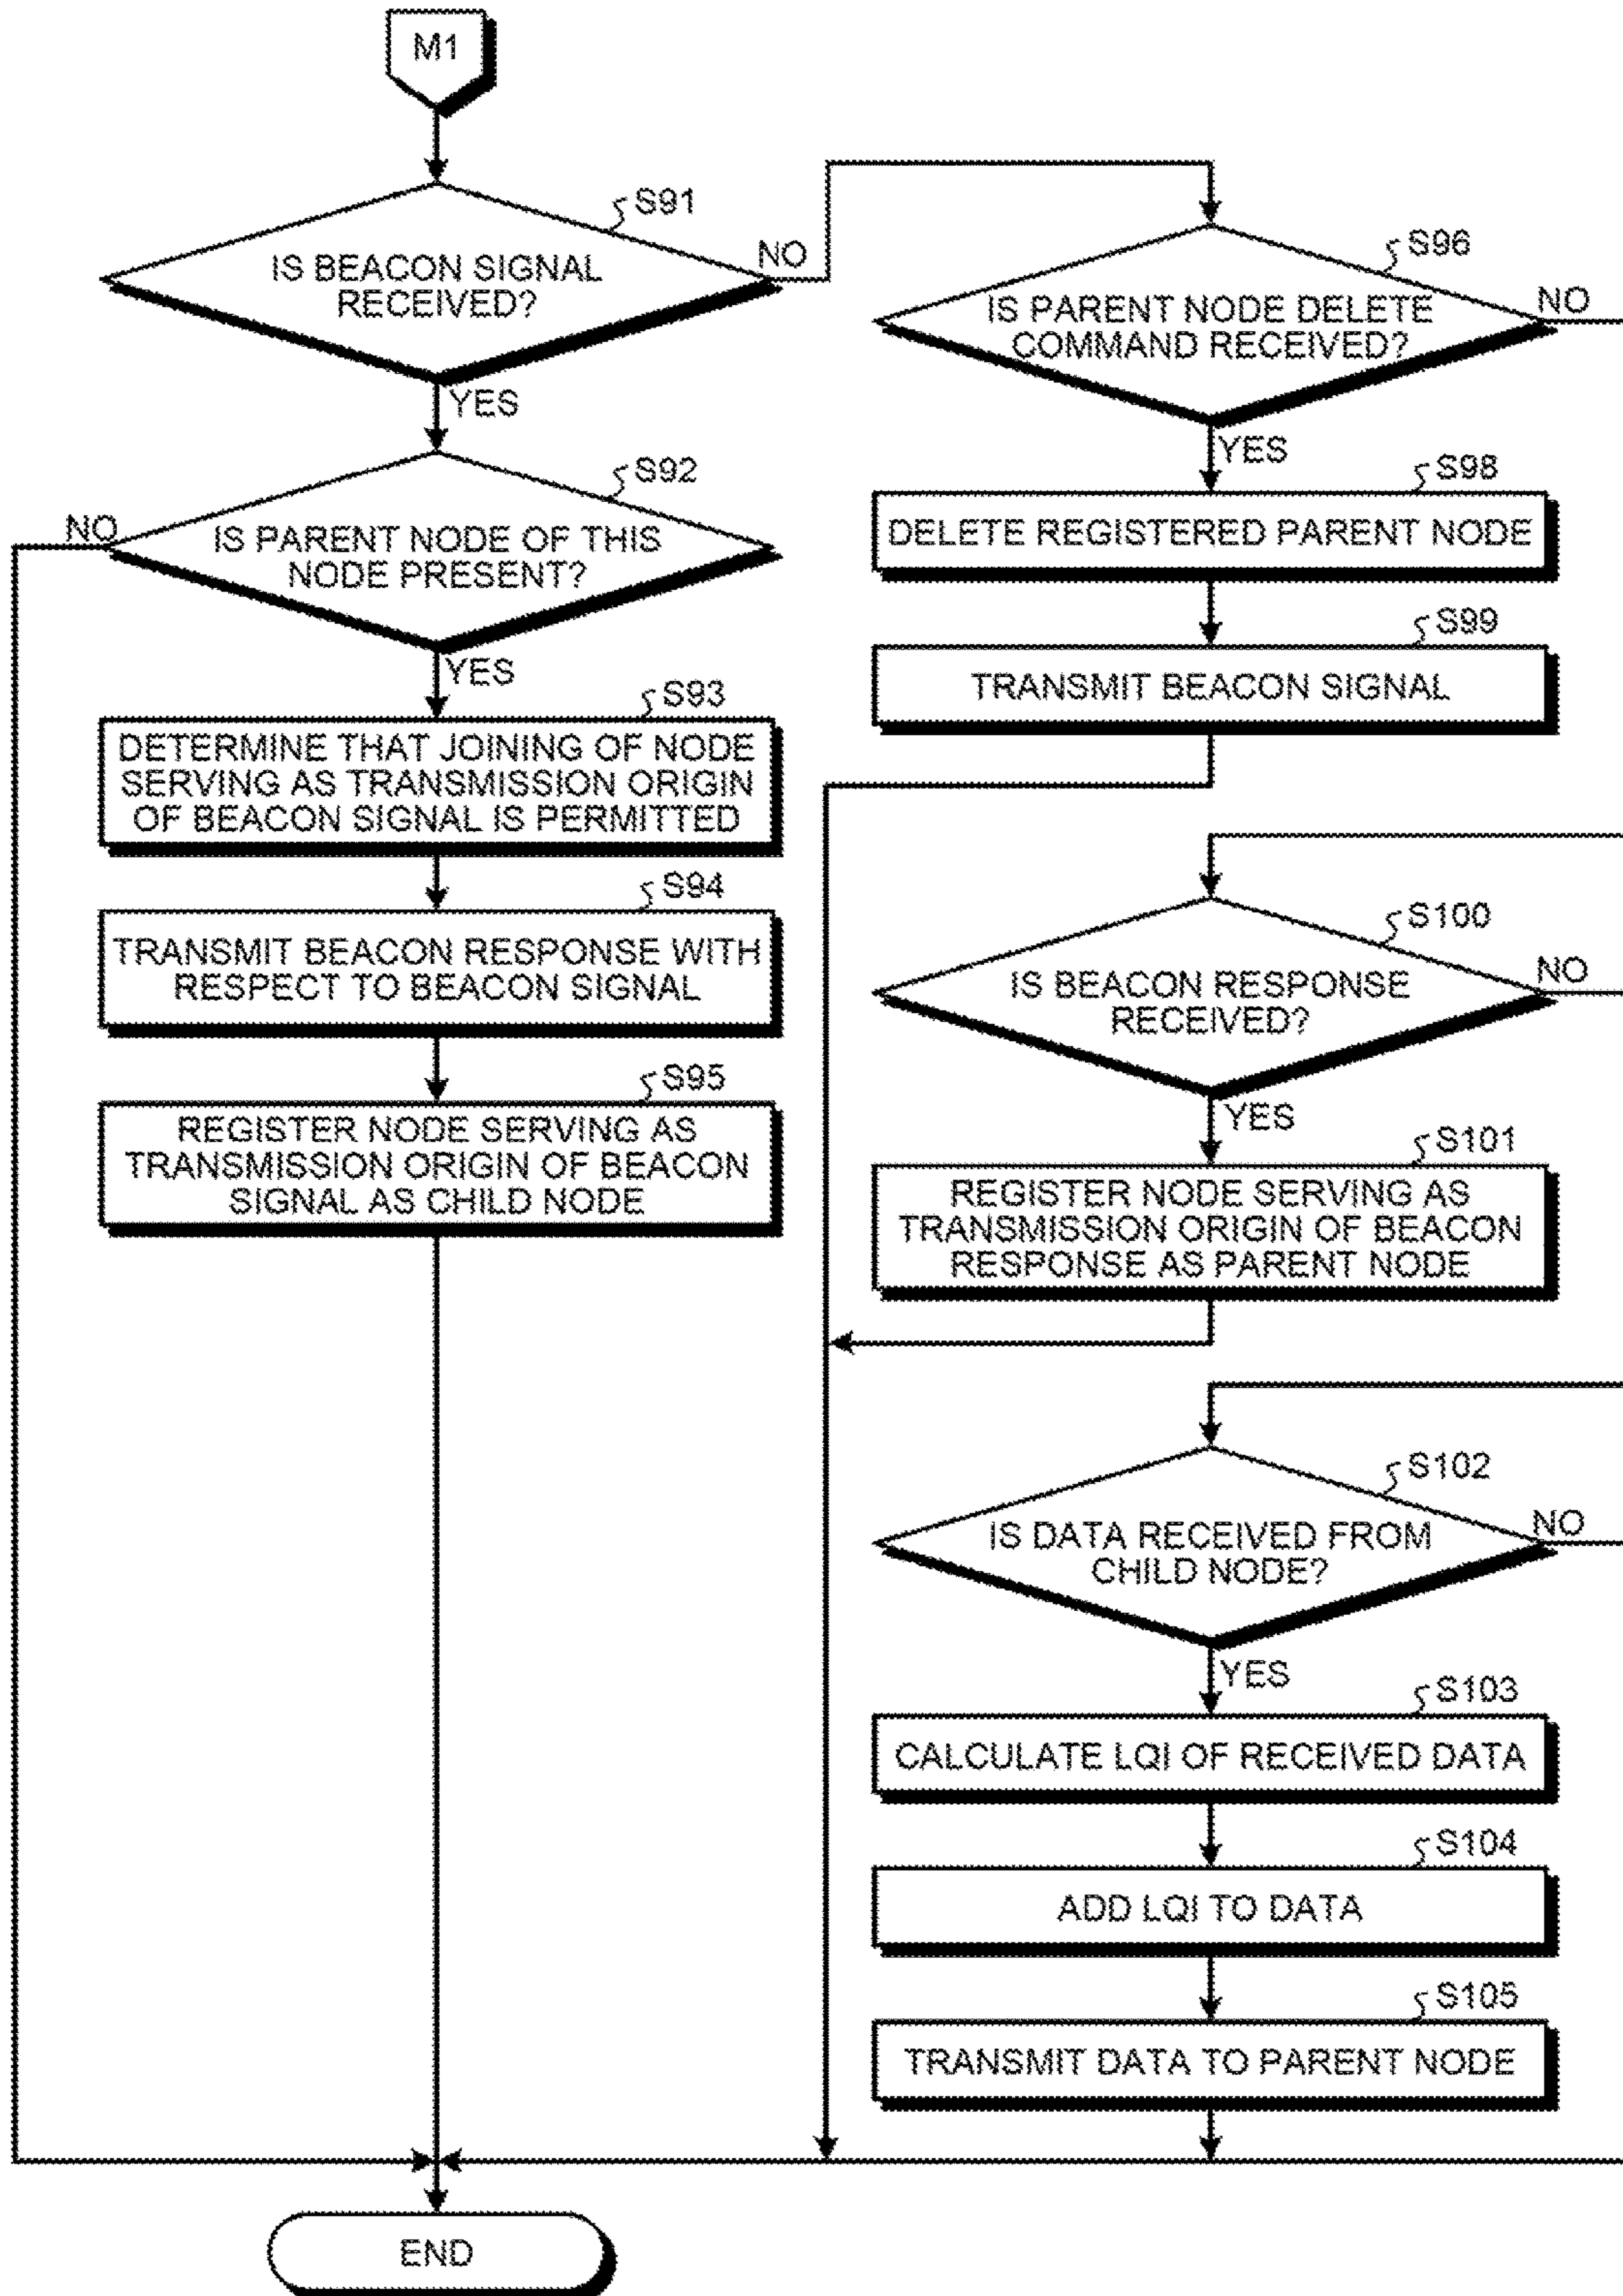 M1
S91
IS BEACON SIGNAL
RECEIVED?
NO
YES
S92
NO
IS PARENT NODE OF THIS
NODE PRESENT?
YES
S93
DETERMINE THAT JOINING OF NODE
SERVING AS TRANSMISSION ORIGIN
OF BEACON SIGNAL IS PERMITTED
S94
TRANSMIT BEACON RESPONSE WITH
RESPECT TO BEACON SIGNAL
S95
REGISTER NODE SERVING AS
TRANSMISSION ORIGIN OF BEACON
SIGNAL AS CHILD NODE
S96
IS PARENT NODE DELETE
COMMAND RECEIVED?
NO
YES
S98
DELETE REGISTERED PARENT NODE
S99
TRANSMIT BEACON SIGNAL
S100
IS BEACON RESPONSE
RECEIVED?
NO
YES
S101
REGISTER NODE SERVING AS
TRANSMISSION ORIGIN OF BEACON
RESPONSE AS PARENT NODE
S102
IS DATA RECEIVED FROM
CHILD NODE?
NO
YES
S103
CALCULATE LQI OF RECEIVED DATA
S104
ADD LQI TO DATA
S105
TRANSMIT DATA TO PARENT NODE
END